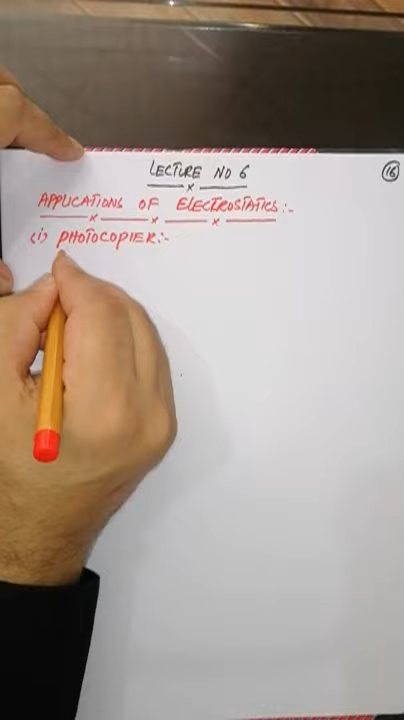 LECTURE NO 6
16
APPLICATIONS OF ELECTROSTATICS:-
(i) PHOTOCOPIER:-